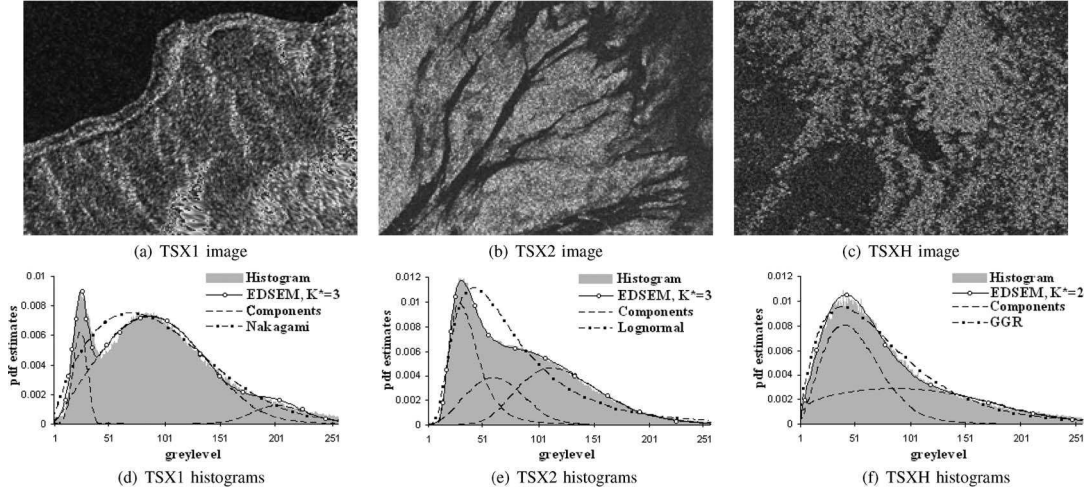 (a) TSX1 image
(b) TSX2 image
(c) TSXH image
0.01
0.008
0.006
0.004
0.002
0
pdf estimates
Histogram
EDSEM, K*=3
Components
Nakagami
1 51 101 151 201 251
greylevel
(d) TSX1 histograms
0.012
0.01
0.008
0.006
0.004
0.002
0
pdf estimates
Histogram
EDSEM, K*=3
Components
Lognormal
1 51 101 151 201 251
greylevel
(e) TSX2 histograms
0.012
0.01
0.008
0.006
0.004
0.002
0
pdf estimates
Histogram
EDSEM, K*=2
Components
GGR
1 51 101 151 201 251
greylevel
(f) TSXH histograms